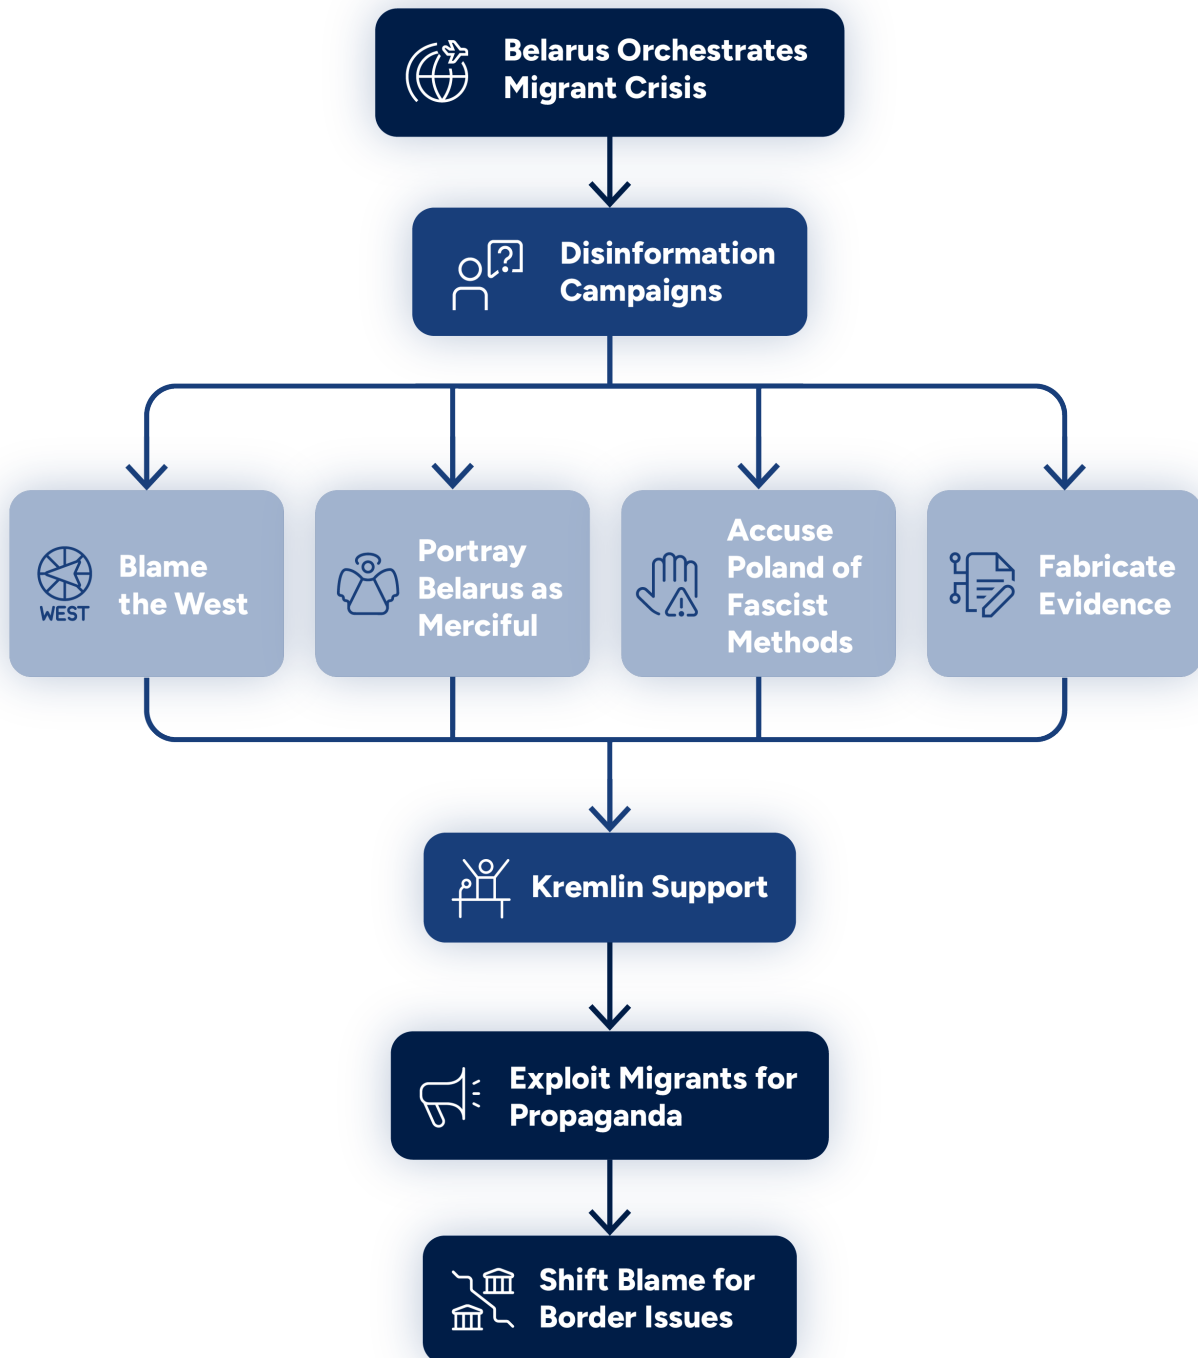 Belarus Orchestrates
Migrant Crisis
Disinformation
Campaigns
Blame
the West
WEST
Portray
Belarus as
Merciful
Accuse
Poland of
Fascist
Methods
Fabricate
Evidence
Kremlin Support
Exploit Migrants for
Propaganda
Shift Blame for
Border Issues